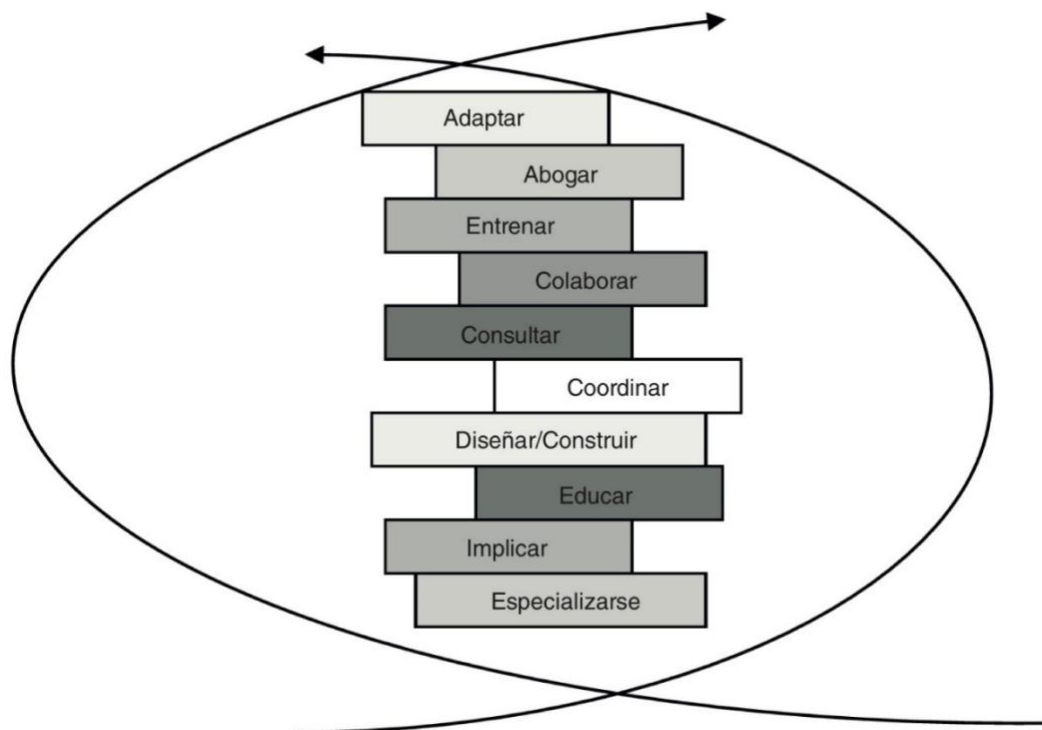 Adaptar
Abogar
Entrenar
Colaborar
Consultar
Coordinar
Diseñar/Construir
Educar
Implicar
Especializarse